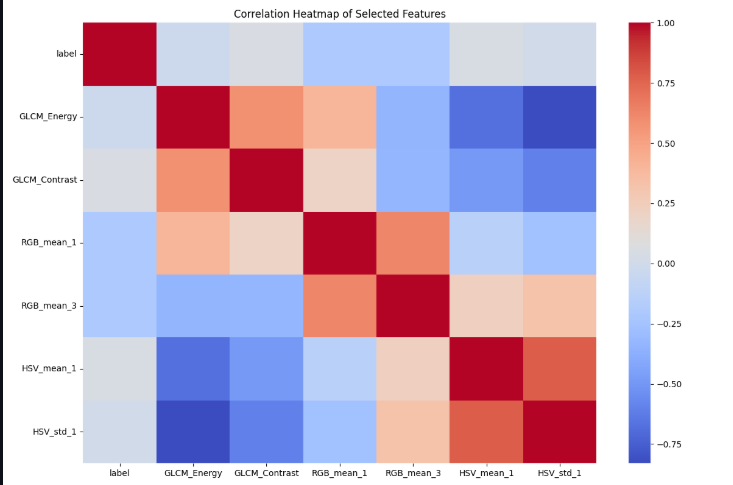 Correlation Heatmap of Selected Features
label
GLCM_Energy
GLCM_Contrast
RGB_mean_1
RGB_mean_3
HSV_mean_1
HSV_std_1
label GLCM_Energy GLCM_Contrast RGB_mean_1 RGB_mean_3 HSV_mean_1 HSV_std_1
1.00
0.75
0.50
0.25
0.00
−0.25
−0.50
−0.75